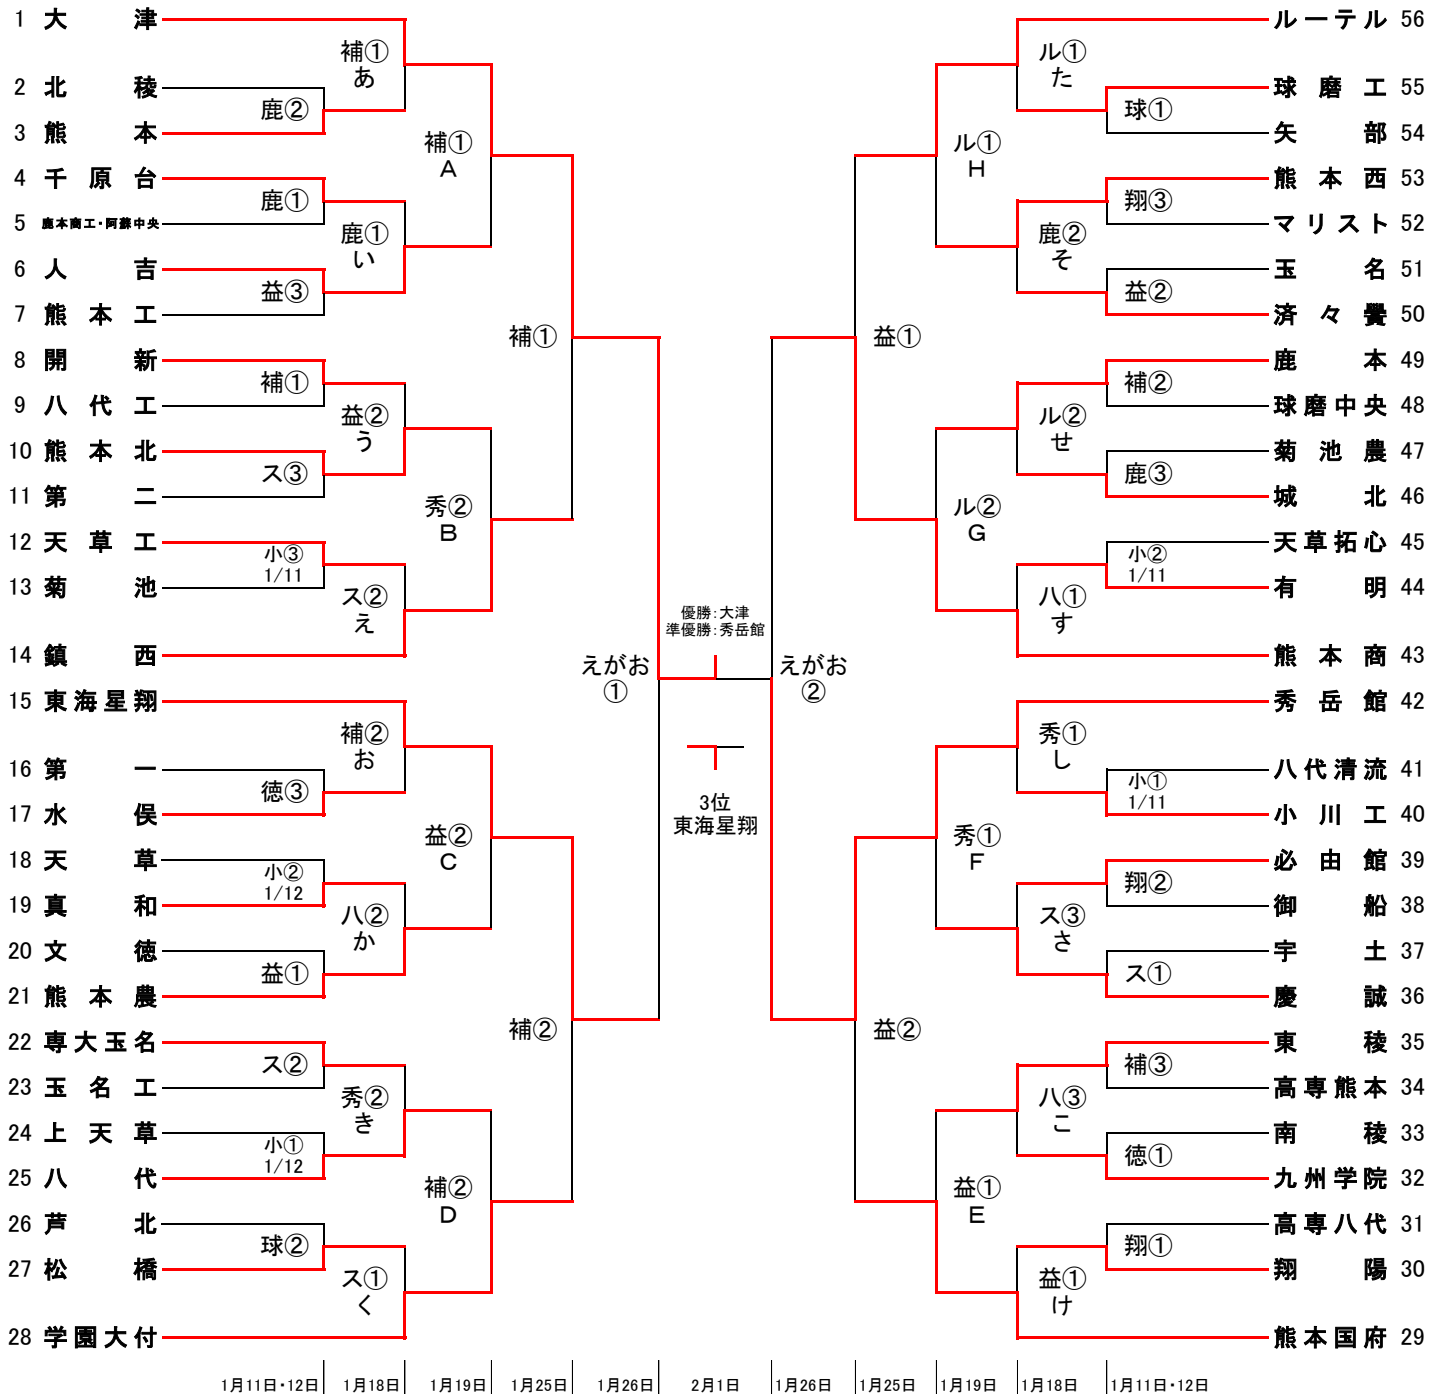 1 大津
補①
あ
2 北稜
鹿②
3 熊本
補①
A
4 千原台
鹿①
5 鹿本商工・阿蘇中央
鹿①
い
6 人吉
益③
7 熊本工
補①
8 開新
補①
9 八代工
益②
う
10 熊本北
ス③
11 第二
秀②
B
12 天草工
小③
1/11
13 菊池
ス②
え
14 鎮西
えがお
①
15 東海星翔
補②
お
16 第一
徳③
17 水俣
益②
C
18 天草
小②
1/12
19 真和
八②
か
20 文徳
益①
21 熊本農
補②
22 専大玉名
ス②
23 玉名工
秀②
き
24 上天草
小①
1/12
25 八代
補②
D
26 芦北
球②
27 松橋
ス①
く
28 学園大付
優勝:大津
準優勝:秀岳館
3位
東海星翔
ルーテル 56
ル①
た
球磨工 55
球①
矢部 54
ル①
H
熊本西 53
翔③
マリスト 52
鹿②
そ
玉名 51
益②
済々黌 50
益①
鹿本 49
補②
球磨中央 48
ル②
せ
菊池農 47
鹿③
城北 46
ル②
G
天草拓心 45
小②
1/11
有明 44
八①
す
熊本商 43
えがお
②
秀岳館 42
秀①
し
八代清流 41
小①
1/11
小川工 40
秀①
F
必由館 39
翔②
御船 38
ス③
さ
宇土 37
ス①
慶誠 36
益②
東稜 35
補③
高専熊本 34
八③
こ
南稜 33
徳①
九州学院 32
益①
E
高専八代 31
翔①
翔陽 30
益①
け
熊本国府 29
1月11日・12日 1月18日 1月19日 1月25日 1月26日 2月1日 1月26日 1月25日 1月19日 1月18日 1月11日・12日